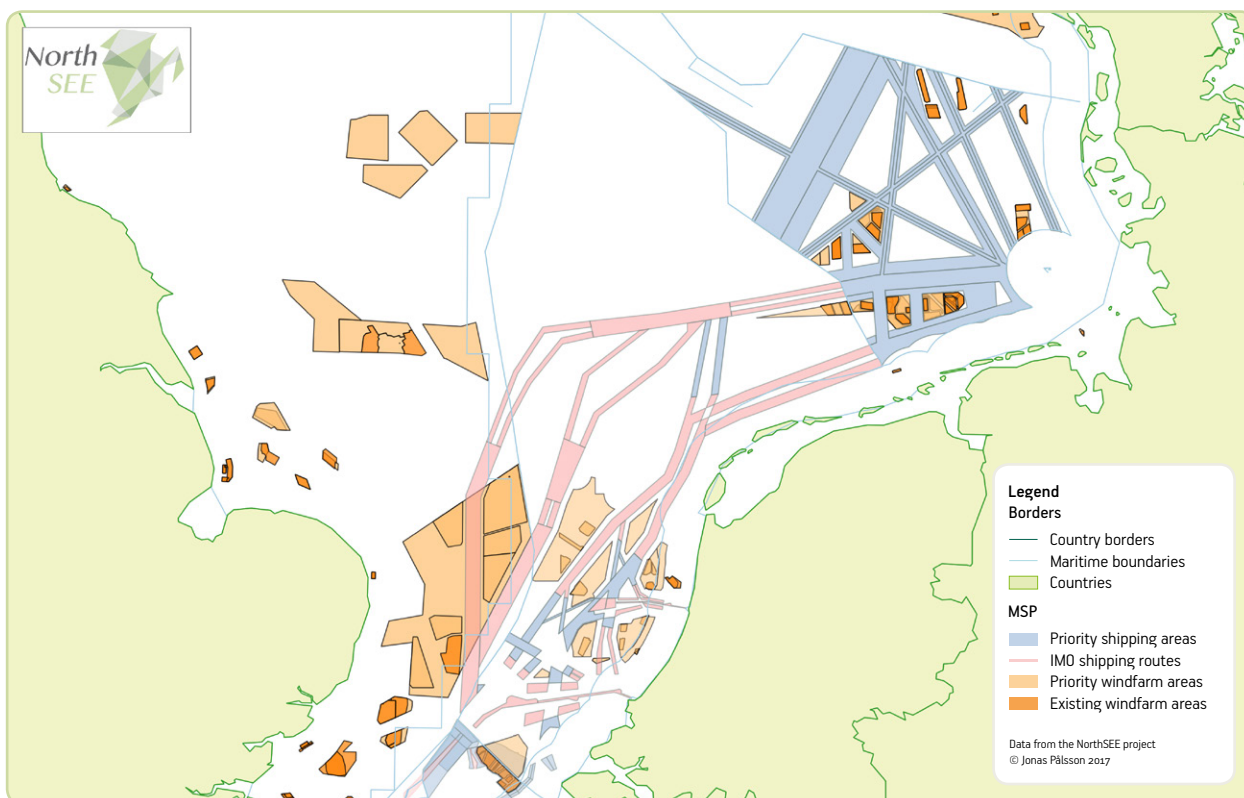 North
SEE
Legend
Borders
Country borders
Maritime boundaries
Countries
MSP
Priority shipping areas
IMO shipping routes
Priority windfarm areas
Existing windfarm areas
Data from the NorthSEE project
© Jonas Pålsson 2017